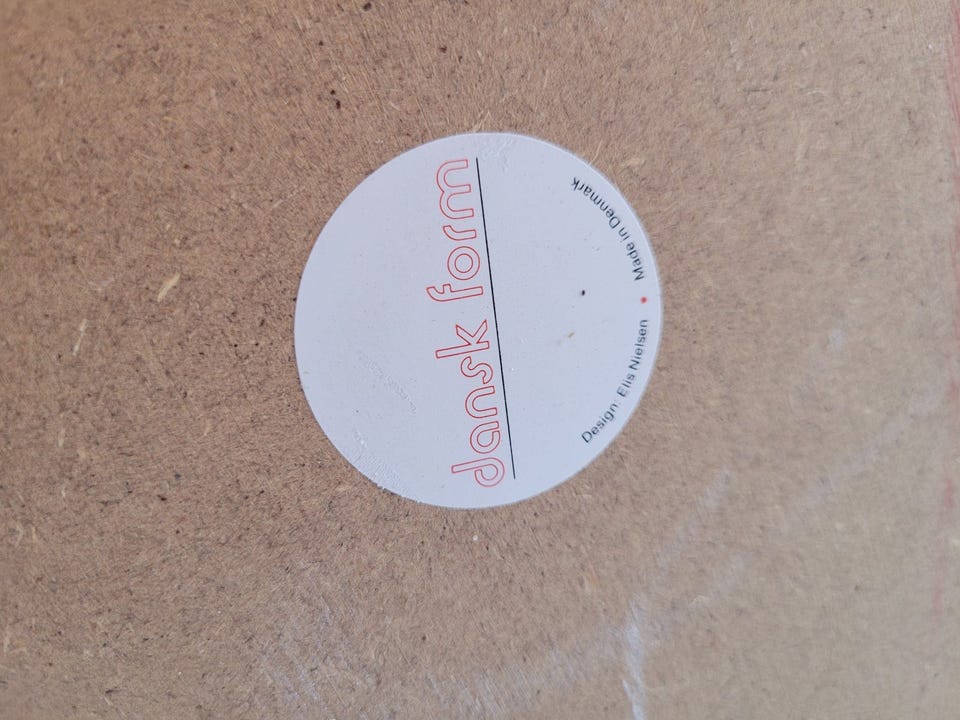 dansk form
Design: Elis Nielsen • Made in Denmark